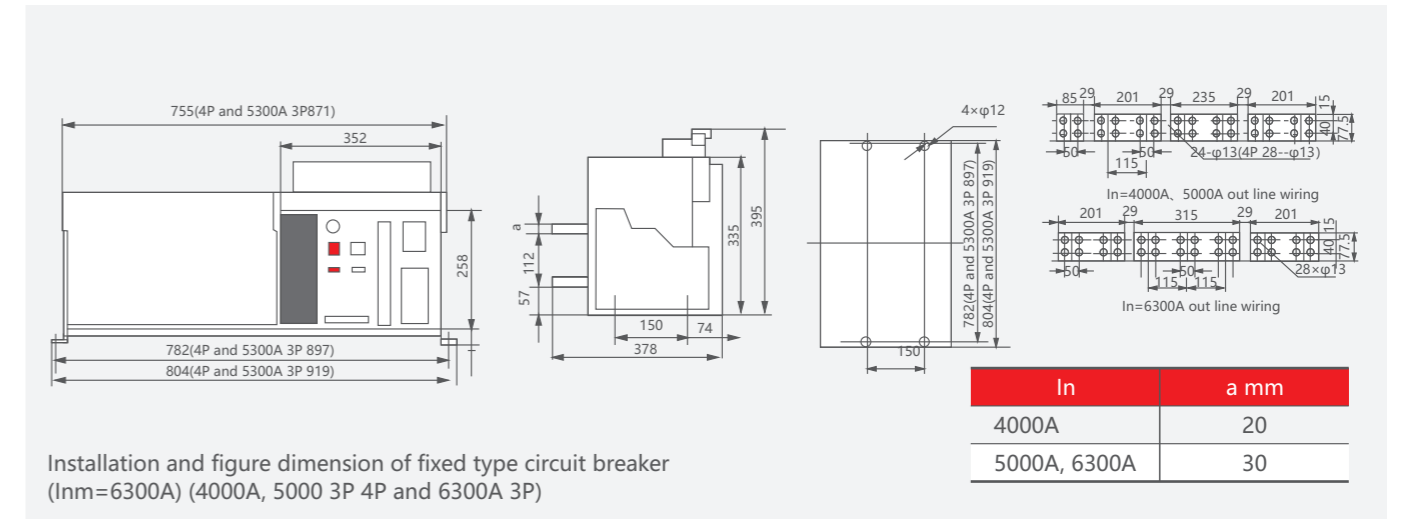 755(4P and 5300A 3P871)
352
258
782(4P and 5300A 3P 897)
804(4P and 5300A 3P 919)
a
112
57
335
395
150
74
378
4×φ12
782(4P and 5300A 3P 897)
804(4P and 5300A 3P 919)
150
85 29 201 29 235 29 201 15
40
77.5
50 50 24-φ13(4P 28--φ13)
115
In=4000A、5000A out line wiring
201 29 315 29 201 15
40
77.5
50 50 28×φ13
115 115
In=6300A out line wiring
In a mm
4000A 20
5000A, 6300A 30
Installation and figure dimension of fixed type circuit breaker
(Inm=6300A) (4000A, 5000 3P 4P and 6300A 3P)